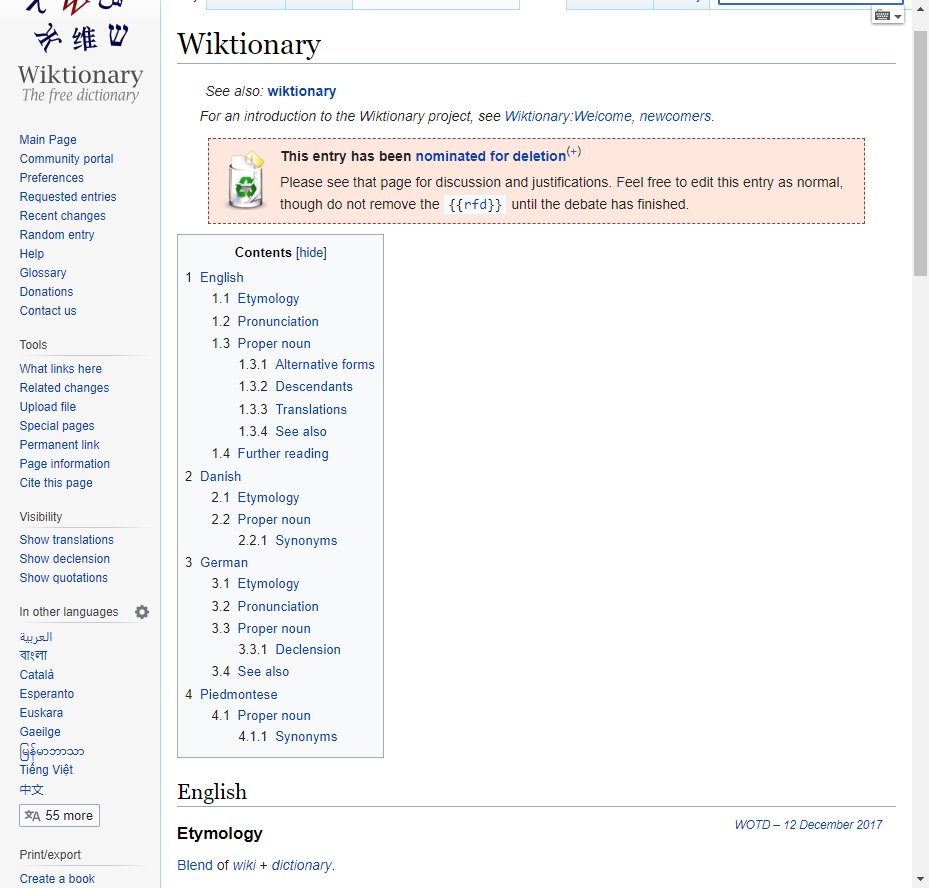 维
Wiktionary
The free dictionary
Main Page
Community portal
Preferences
Requested entries
Recent changes
Random entry
Help
Glossary
Donations
Contact us
Tools
What links here
Related changes
Upload file
Special pages
Permanent link
Page information
Cite this page
Visibility
Show translations
Show declension
Show quotations
In other languages
العربية
বাংলা
Català
Esperanto
Euskara
Gaeilge
မြန်မာဘာသာ
Tiếng Việt
中文
55 more
Print/export
Create a book
Wiktionary
See also: wiktionary
For an introduction to the Wiktionary project, see Wiktionary:Welcome, newcomers.
This entry has been nominated for deletion(+)
Please see that page for discussion and justifications. Feel free to edit this entry as normal,
though do not remove the {{rfd}} until the debate has finished.
Contents [hide]
1 English
1.1 Etymology
1.2 Pronunciation
1.3 Proper noun
1.3.1 Alternative forms
1.3.2 Descendants
1.3.3 Translations
1.3.4 See also
1.4 Further reading
2 Danish
2.1 Etymology
2.2 Proper noun
2.2.1 Synonyms
3 German
3.1 Etymology
3.2 Pronunciation
3.3 Proper noun
3.3.1 Declension
3.4 See also
4 Piedmontese
4.1 Proper noun
4.1.1 Synonyms
English
WOTD – 12 December 2017
Etymology
Blend of wiki + dictionary.